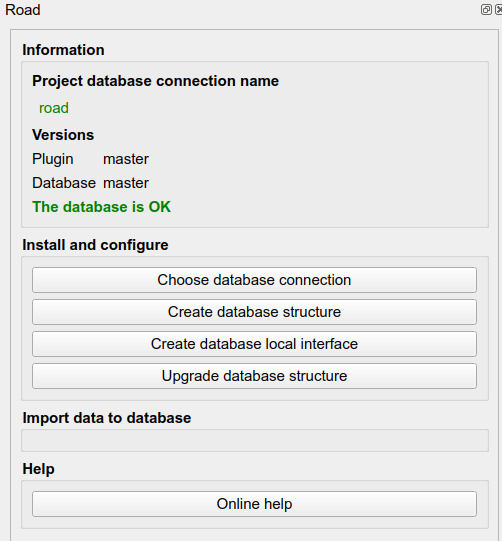 Road
Information
Project database connection name
road
Versions
Plugin master
Database master
The database is OK
Install and configure
Choose database connection
Create database structure
Create database local interface
Upgrade database structure
Import data to database
Help
Online help